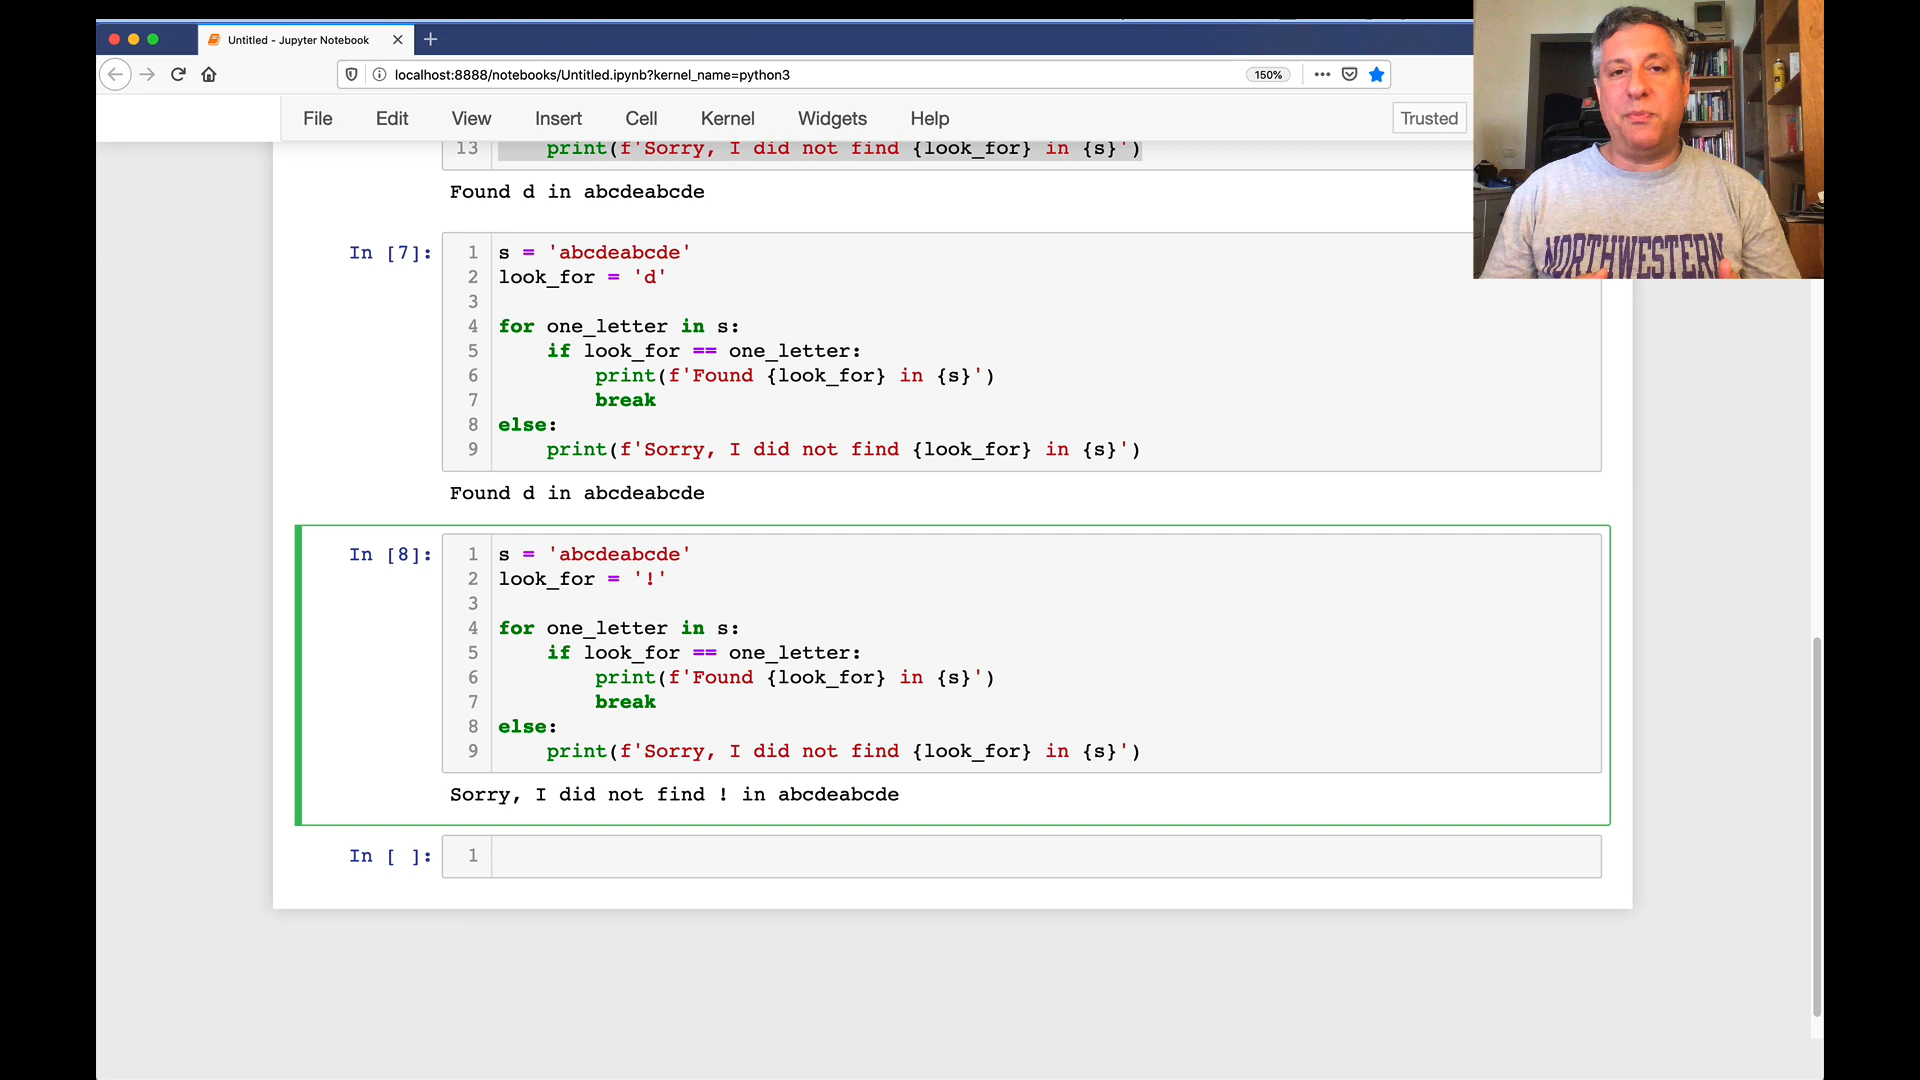 Untitled - Jupyter Notebook
localhost:8888/notebooks/Untitled.ipynb?kernel_name=python3
150%
File Edit View Insert Cell Kernel Widgets Help
Trusted
13 print(f'Sorry, I did not find {look_for} in {s}')
Found d in abcdeabcde
In [7]:
1 s = 'abcdeabcde'
2 look_for = 'd'
3
4 for one_letter in s:
5     if look_for == one_letter:
6         print(f'Found {look_for} in {s}')
7         break
8 else:
9     print(f'Sorry, I did not find {look_for} in {s}')
Found d in abcdeabcde
In [8]:
1 s = 'abcdeabcde'
2 look_for = '!'
3
4 for one_letter in s:
5     if look_for == one_letter:
6         print(f'Found {look_for} in {s}')
7         break
8 else:
9     print(f'Sorry, I did not find {look_for} in {s}')
Sorry, I did not find ! in abcdeabcde
In [ ]:
1
NORTHWESTERN